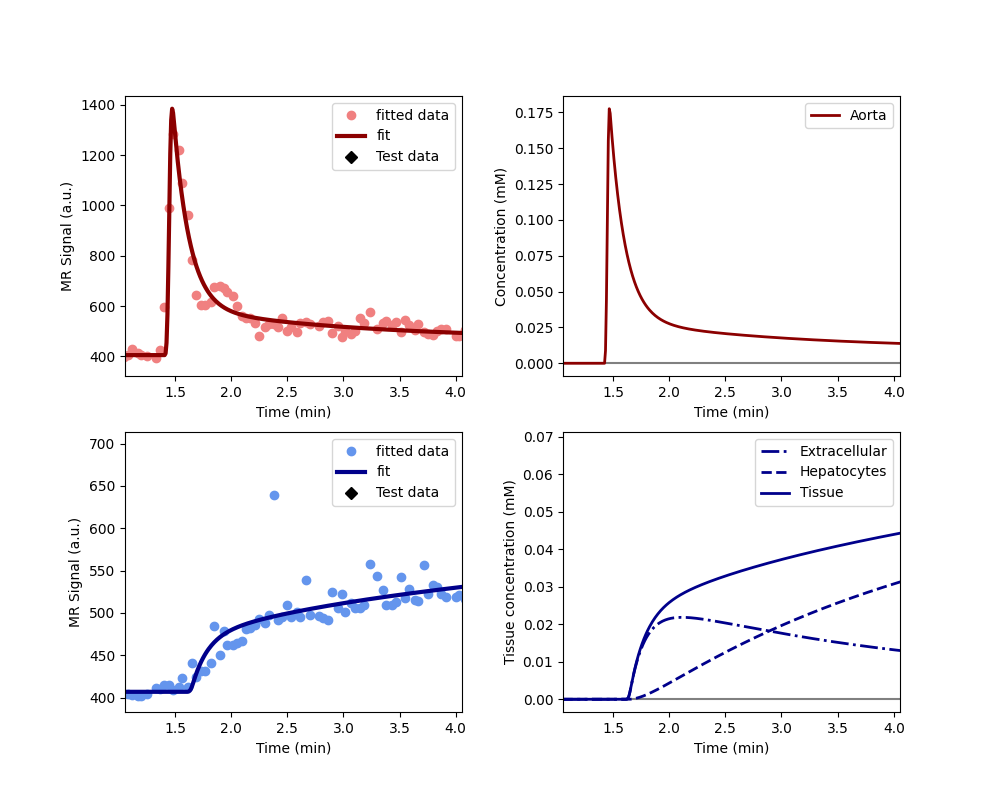 1400
1200
1000
800
600
400
MR Signal (a.u.)
1.5 2.0 2.5 3.0 3.5 4.0
Time (min)
fitted data
fit
Test data
0.175
0.150
0.125
0.100
0.075
0.050
0.025
0.000
Concentration (mM)
1.5 2.0 2.5 3.0 3.5 4.0
Time (min)
Aorta
700
650
600
550
500
450
400
MR Signal (a.u.)
1.5 2.0 2.5 3.0 3.5 4.0
Time (min)
fitted data
fit
Test data
0.07
0.06
0.05
0.04
0.03
0.02
0.01
0.00
Tissue concentration (mM)
1.5 2.0 2.5 3.0 3.5 4.0
Time (min)
Extracellular
Hepatocytes
Tissue